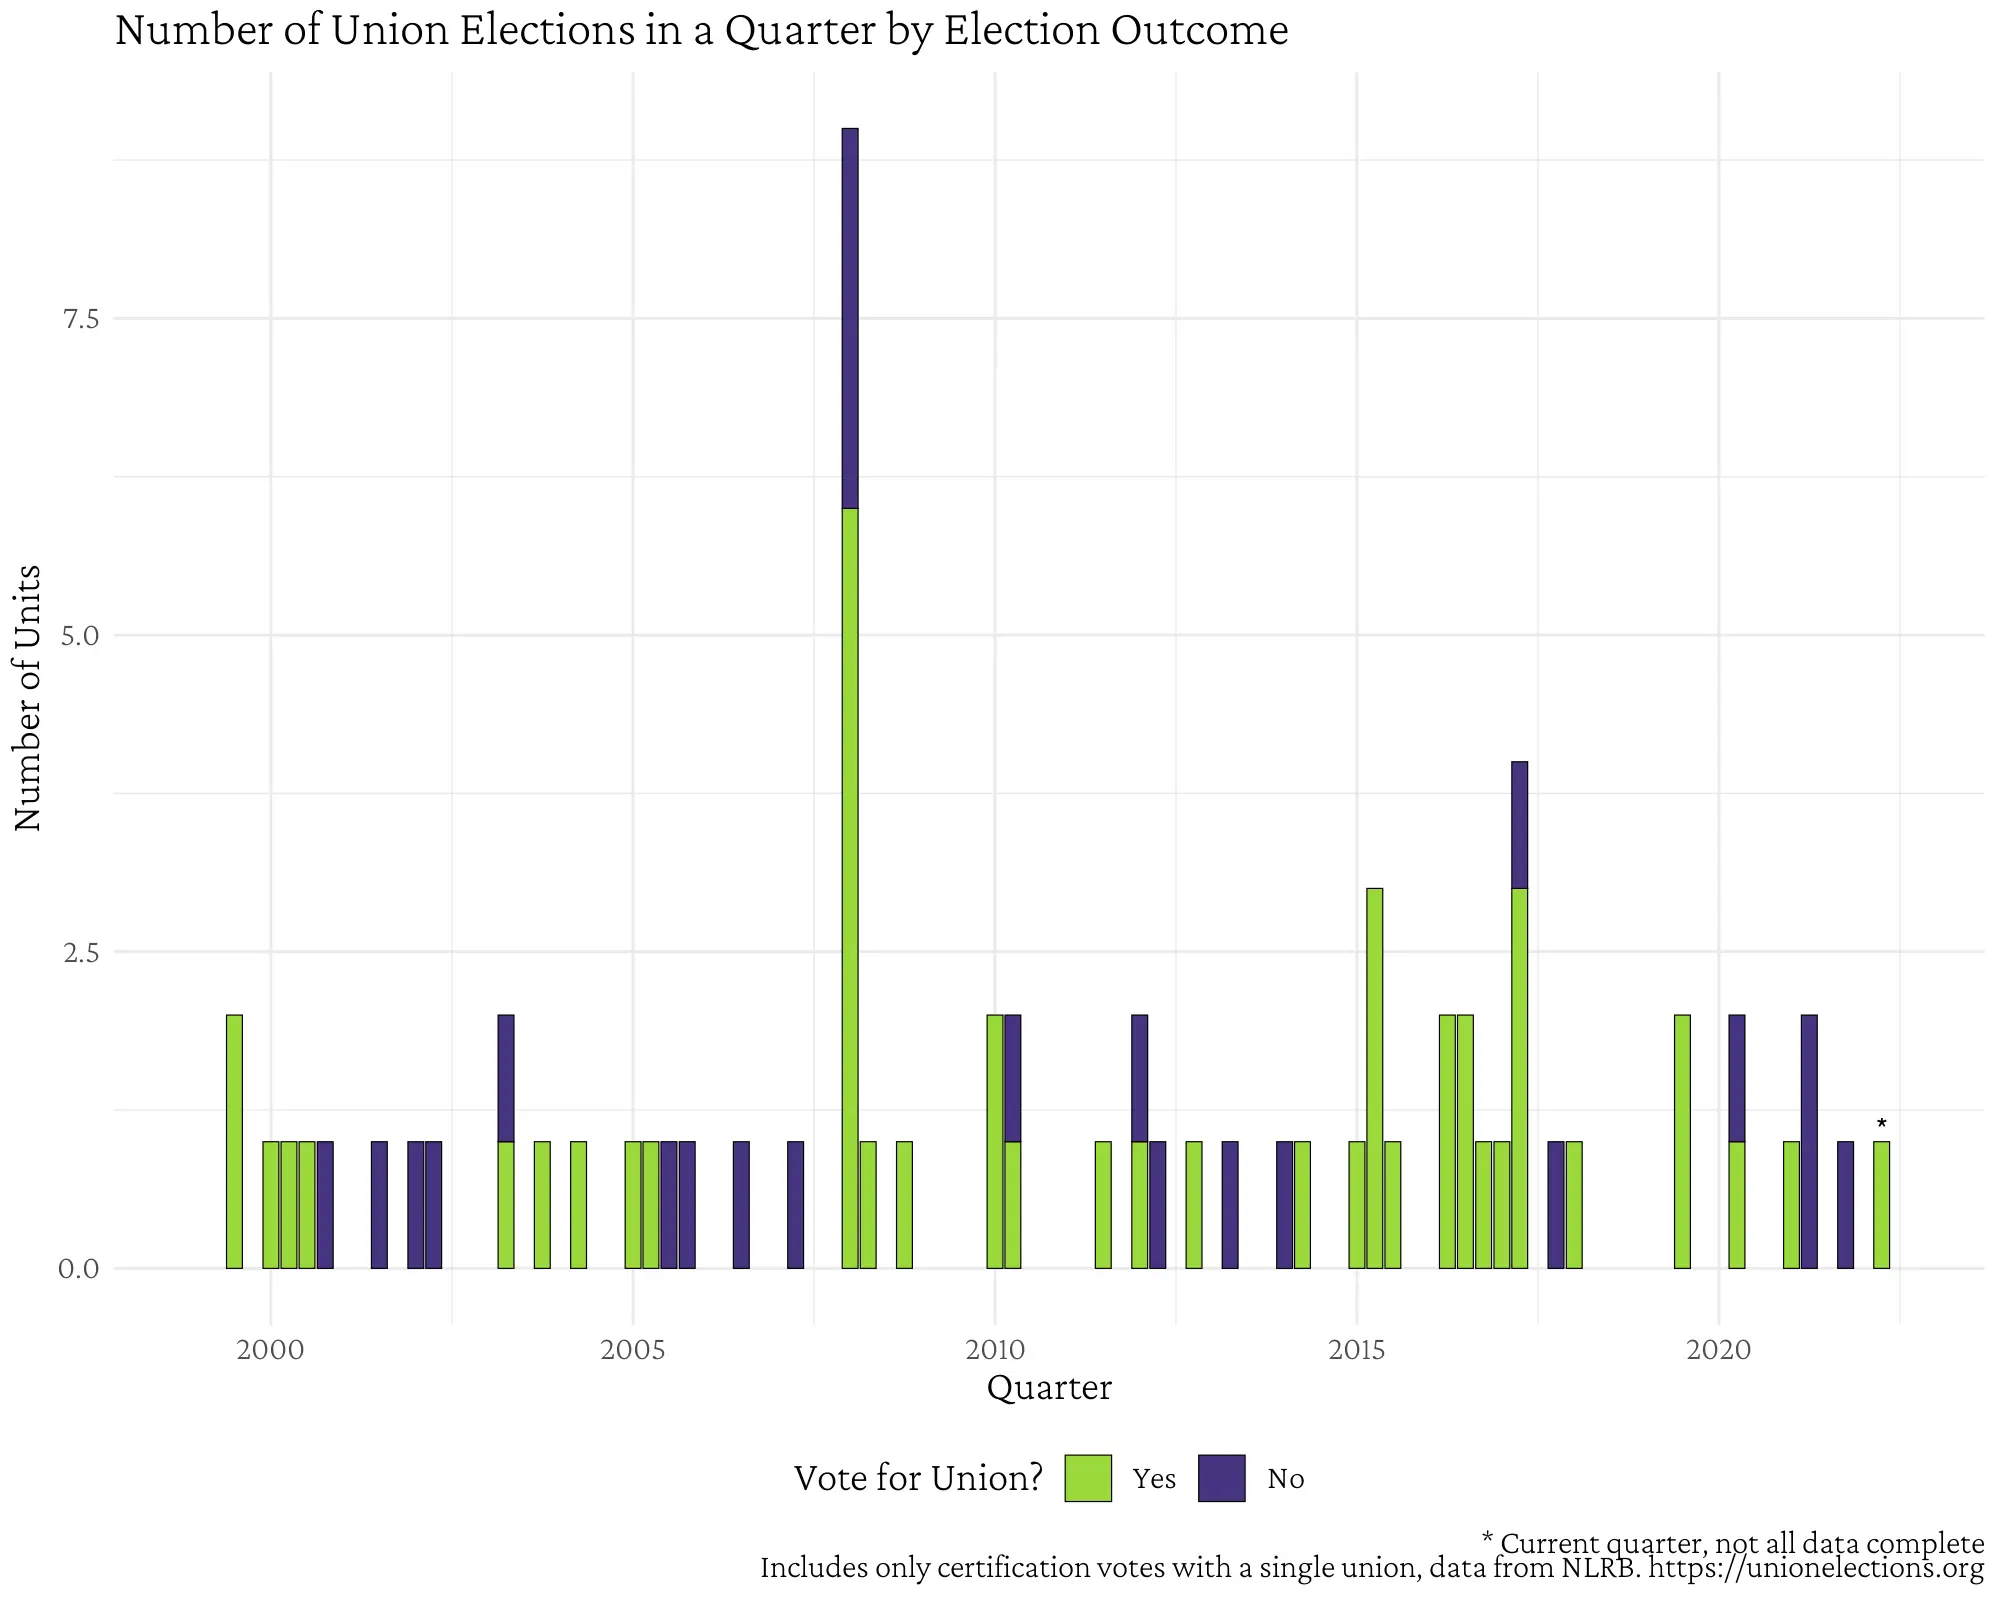 Number of Union Elections in a Quarter by Election Outcome
Number of Units
7.5
5.0
2.5
0.0
*
2000 2005 2010 2015 2020
Quarter
Vote for Union? Yes No
* Current quarter, not all data complete
Includes only certification votes with a single union, data from NLRB. https://unionelections.org